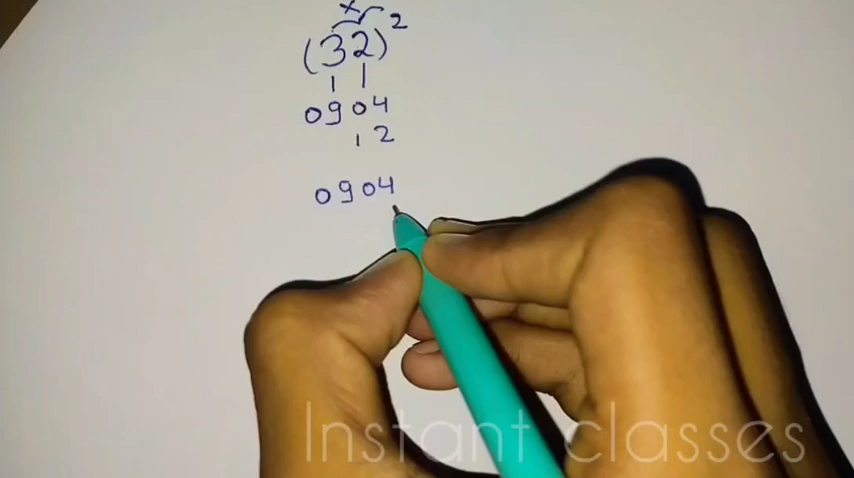 x
(32)²
0904
12
0904
Instant classes